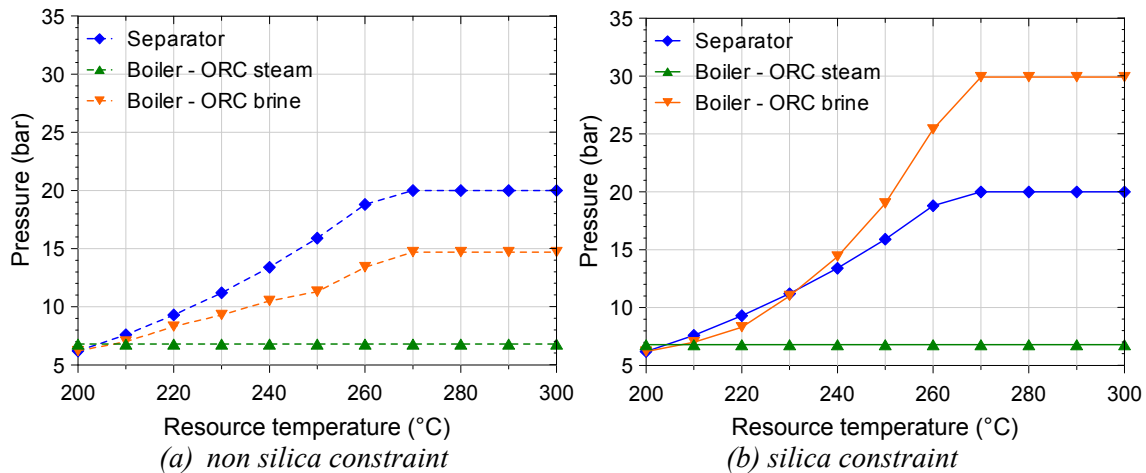 35
30
25
20
15
10
5
Pressure (bar)
Separator
Boiler - ORC steam
Boiler - ORC brine
200 220 240 260 280 300
Resource temperature (°C)
(a) non silica constraint
35
30
25
20
15
10
5
Pressure (bar)
Separator
Boiler - ORC steam
Boiler - ORC brine
200 220 240 260 280 300
Resource temperature (°C)
(b) silica constraint